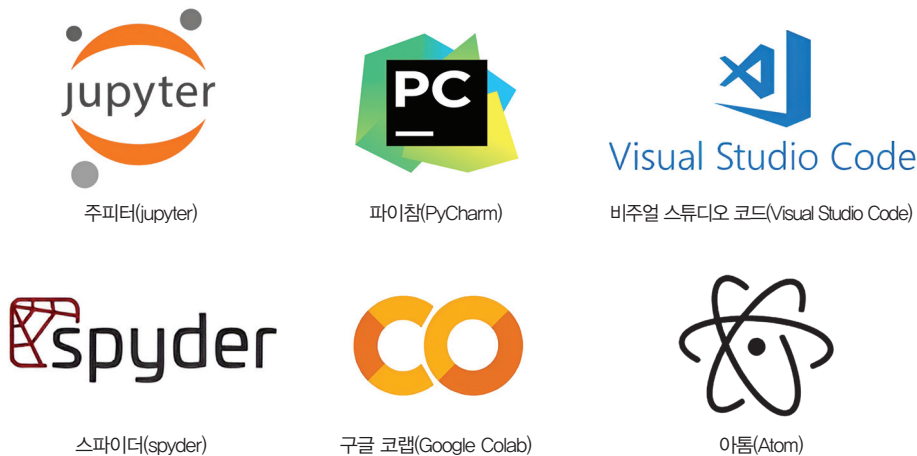 jupyter
PC
Visual Studio Code
주피터(jupyter)
파이참(PyCharm)
비주얼 스튜디오 코드(Visual Studio Code)
spyder
CO
스파이더(spyder)
구글 코랩(Google Colab)
아톰(Atom)